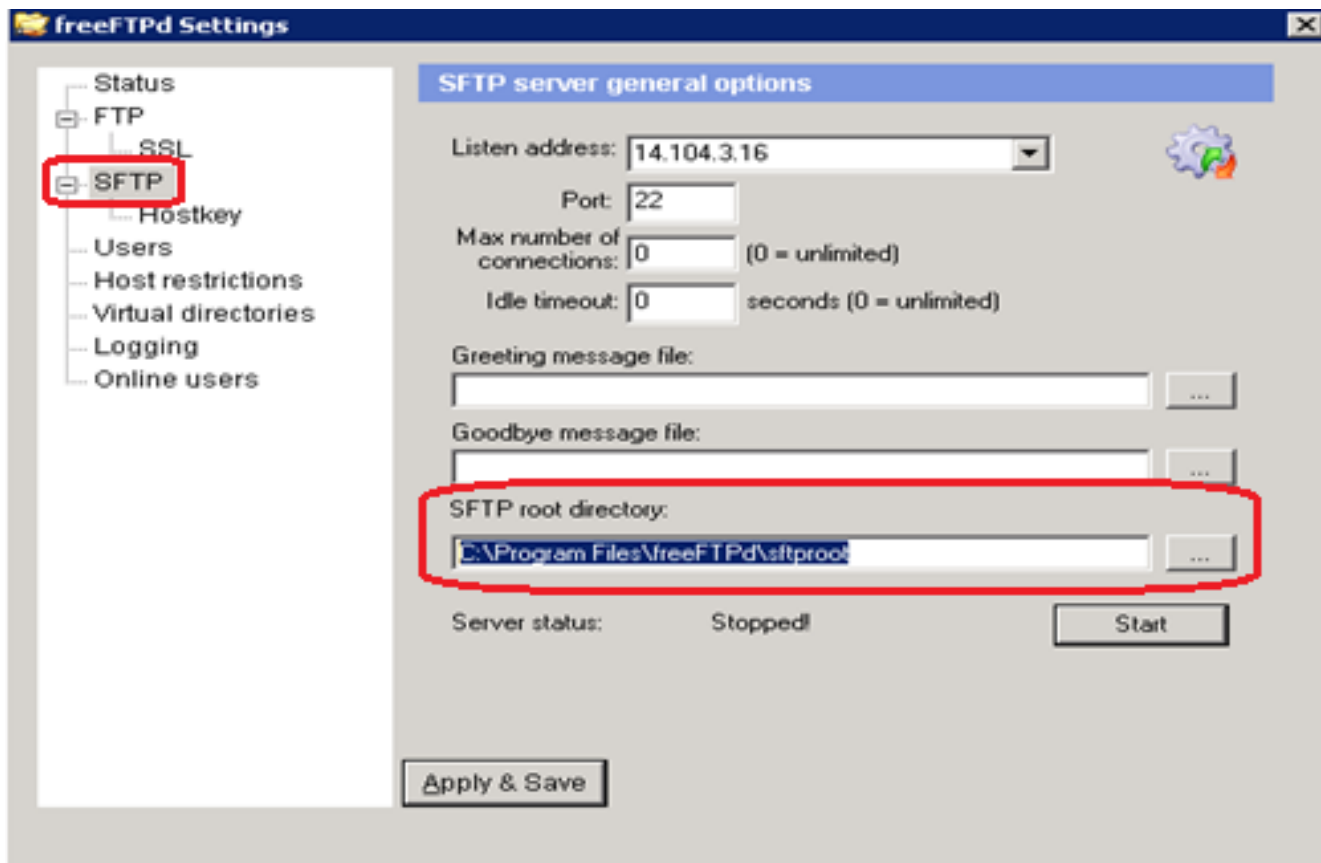 freeFTPd Settings
Status
FTP
SSL
SFTP
Hostkey
Users
Host restrictions
Virtual directories
Logging
Online users
SFTP server general options
Listen address: 14.104.3.16
Port: 22
Max number of
connections: 0 (0 = unlimited)
Idle timeout: 0 seconds (0 = unlimited)
Greeting message file:
...
Goodbye message file:
...
SFTP root directory:
C:\Program Files\freeFTPd\sftproot ...
Server status: Stopped! Start
Apply & Save